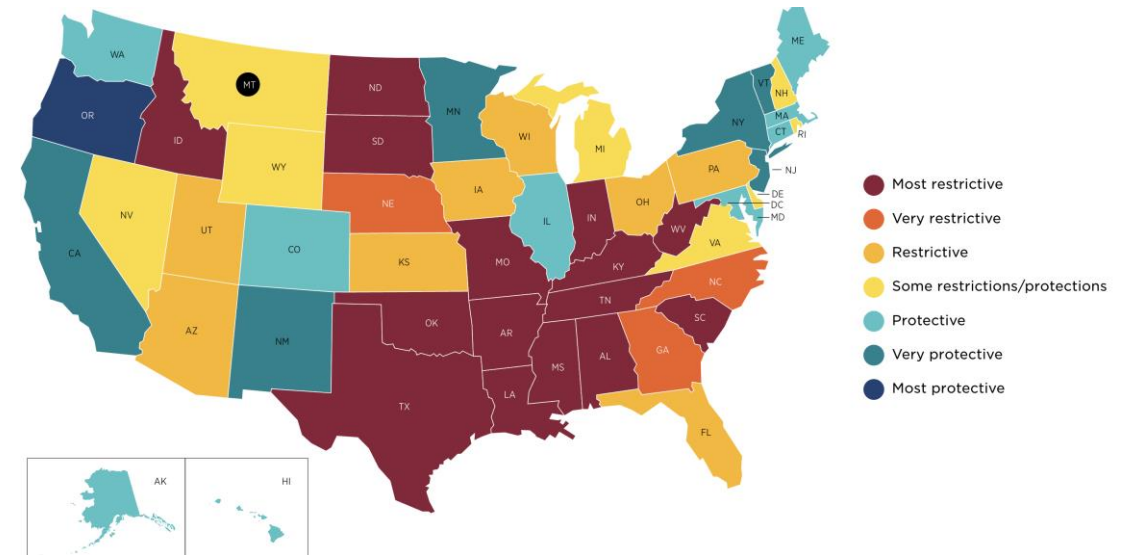 ME
WA
MT
ND
VT
NH
MN
OR
MA
NY
WI
CT
RI
ID
SD
MI
WY
PA
NJ
IA
NE
DE
OH
DC
NV
IN
IL
MD
UT
WV
CO
VA
CA
KS
MO
KY
NC
TN
OK
SC
AZ
AR
NM
GA
MS
AL
LA
TX
FL
AK
HI
Most restrictive
Very restrictive
Restrictive
Some restrictions/protections
Protective
Very protective
Most protective